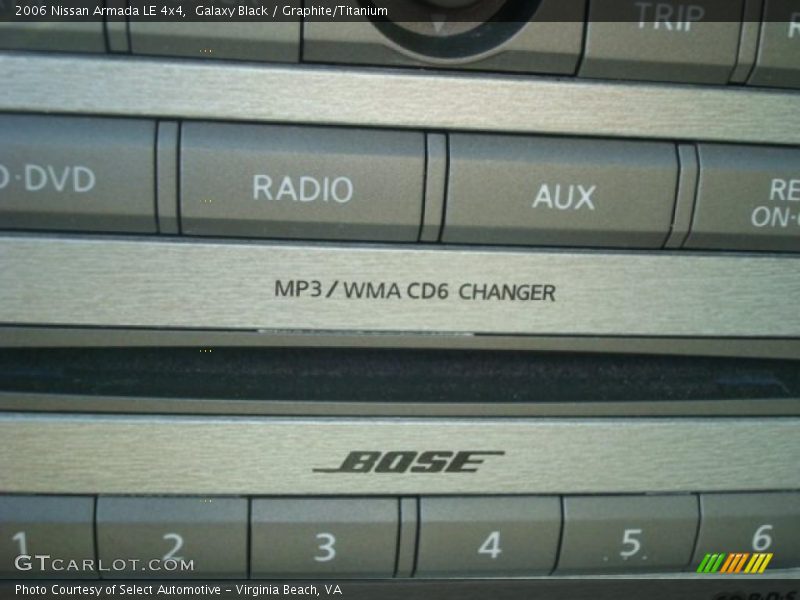 2006 Nissan Armada LE 4x4, Galaxy Black / Graphite/Titanium
TRIP
·DVD RADIO AUX
MP3 / WMA CD6 CHANGER
BOSE
1 2 3 4 5 6
GTCARLOT.COM
Photo Courtesy of Select Automotive - Virginia Beach, VA